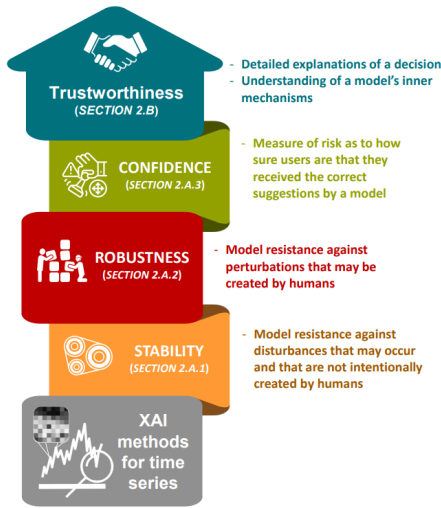 Trustworthiness
(SECTION 2.B)
- Detailed explanations of a decision
- Understanding of a model's inner
mechanisms
CONFIDENCE
(SECTION 2.A.3)
- Measure of risk as to how
sure users are that they
received the correct
suggestions by a model
ROBUSTNESS
(SECTION 2.A.2)
- Model resistance against
perturbations that may be
created by humans
STABILITY
(SECTION 2.A.1)
- Model resistance against
disturbances that may occur
and that are not intentionally
created by humans
XAI
methods
for time
series